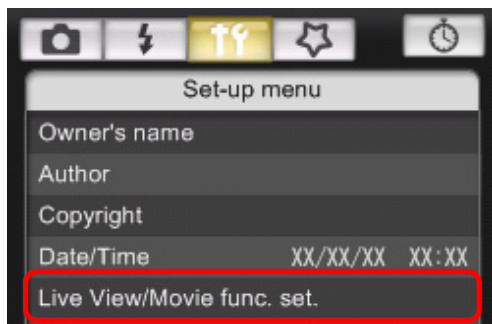 Set-up menu
Owner's name
Author
Copyright
Date/Time XX/XX/XX XX:XX
Live View/Movie func. set.